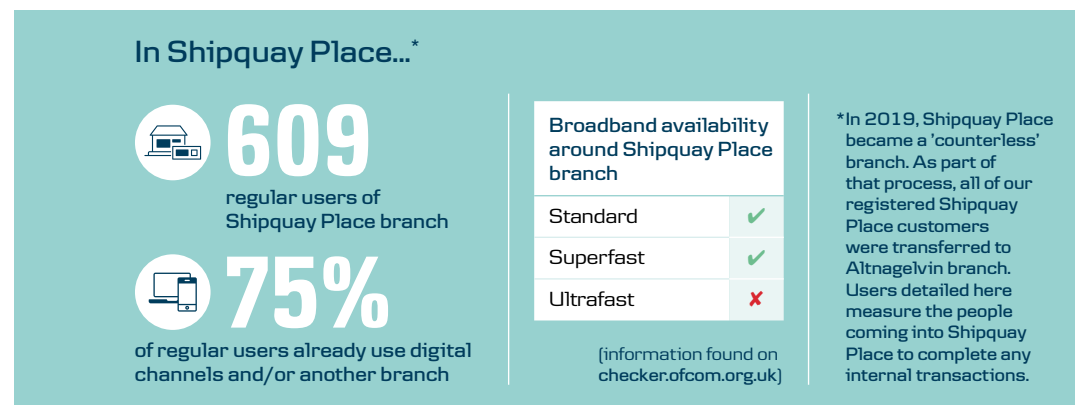 In Shipquay Place...*
609
regular users of
Shipquay Place branch
75%
of regular users already use digital
channels and/or another branch
Broadband availability
around Shipquay Place
branch
Standard ✔
Superfast ✔
Ultrafast ✘
(information found on
checker.ofcom.org.uk)
*In 2019, Shipquay Place
became a 'counterless'
branch. As part of
that process, all of our
registered Shipquay
Place customers
were transferred to
Altnagelvin branch.
Users detailed here
measure the people
coming into Shipquay
Place to complete any
internal transactions.